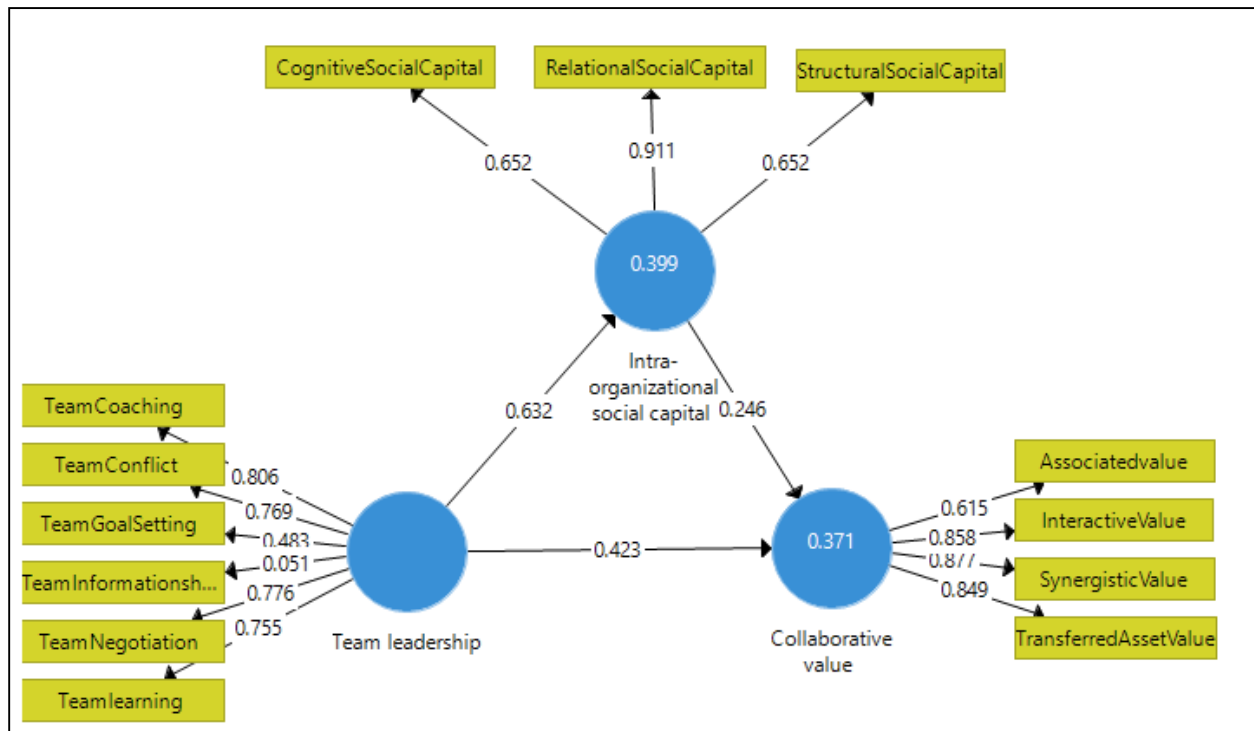 CognitiveSocialCapital
RelationalSocialCapital
StructuralSocialCapital
0.652
0.911
0.652
0.399
Intra-
organizational
social capital
0.632
0.246
TeamCoaching
TeamConflict
TeamGoalSetting
TeamInformationsh...
TeamNegotiation
Teamlearning
0.806
0.769
0.483
0.051
0.776
0.755
Team leadership
0.423
0.371
Collaborative
value
0.615
0.858
0.877
0.849
Associatedvalue
InteractiveValue
SynergisticValue
TransferredAssetValue